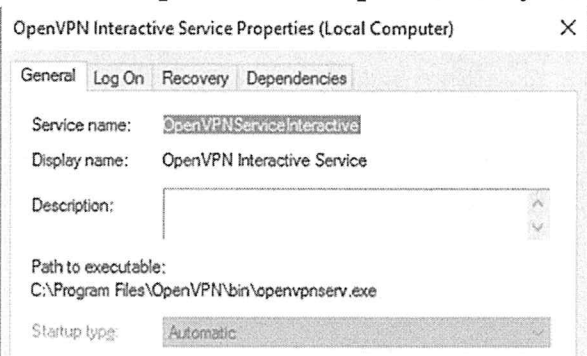 OpenVPN Interactive Service Properties (Local Computer)
General Log On Recovery Dependencies
Service name: OpenVPNServiceInteractive
Display name: OpenVPN Interactive Service
Description:
Path to executable:
C:\Program Files\OpenVPN\bin\openvpnserv.exe
Startup type: Automatic